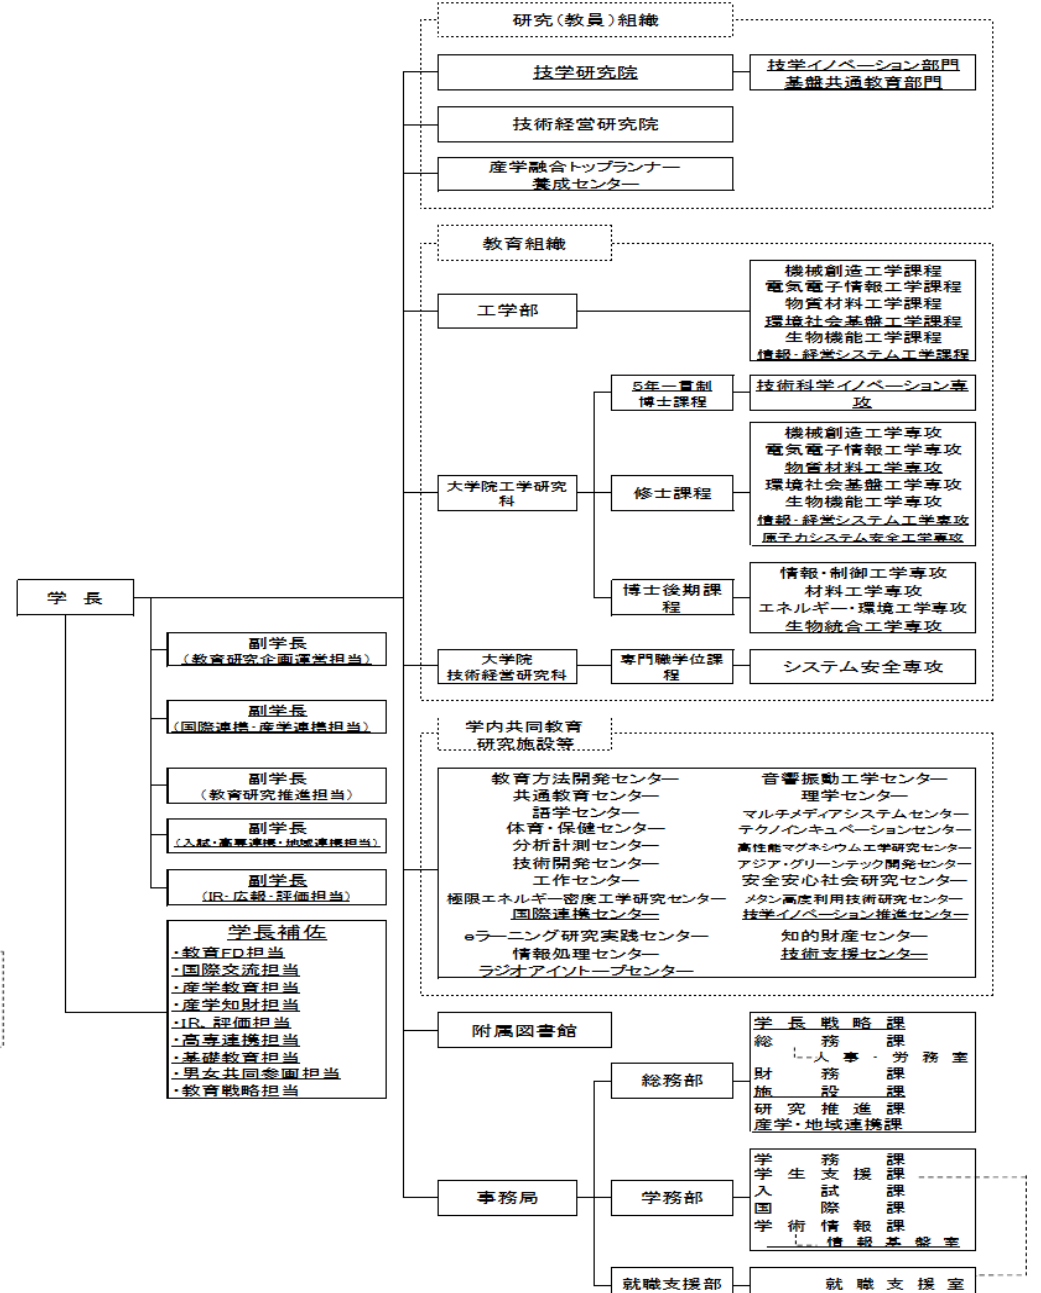 研究（教員）組織
技学研究院
技学イノベーション部門
基盤共通教育部門
技術経営研究院
産学融合トップランナー
養成センター
教育組織
工学部
機械創造工学課程
電気電子情報工学課程
物質材料工学課程
環境社会基盤工学課程
生物機能工学課程
情報・経営システム工学課程
5年一貫制
博士課程
技術科学イノベーション専
攻
大学院工学研究
科
修士課程
機械創造工学専攻
電気電子情報工学専攻
物質材料工学専攻
環境社会基盤工学専攻
生物機能工学専攻
情報・経営システム工学専攻
原子力システム安全工学専攻
博士後期課
程
情報・制御工学専攻
材料工学専攻
エネルギー・環境工学専攻
生物統合工学専攻
大学院
技術経営研究科
専門職学位課
程
システム安全専攻
学長
副学長
（教育研究企画運営担当）
副学長
（国際連携・産学連携担当）
副学長
（教育研究推進担当）
副学長
（入試・高専連携・地域連携担当）
副学長
（IR・広報・評価担当）
学長補佐
・教育FD担当
・国際交流担当
・産学教育担当
・産学知財担当
・IR、評価担当
・高専連携担当
・基礎教育担当
・男女共同参画担当
・教育戦略担当
学内共同教育
研究施設等
教育方法開発センター
共通教育センター
語学センター
体育・保健センター
分析計測センター
技術開発センター
工作センター
極限エネルギー密度工学研究センター
国際連携センター
eラーニング研究実践センター
情報処理センター
ラジオアイソトープセンター
音響振動工学センター
理学センター
マルチメディアシステムセンター
テクノインキュベーションセンター
高性能マグネシウム工学研究センター
アジア・グリーンテック開発センター
安全安心社会研究センター
メタン高度利用技術研究センター
技学イノベーション推進センター
知的財産センター
技術支援センター
附属図書館
事務局
総務部
学長戦略課
総務課
人事・労務室
財務課
施設課
研究推進課
産学・地域連携課
学務部
学務課
学生支援課
入試課
国際課
学術情報課
情報基盤室
就職支援部
就職支援室